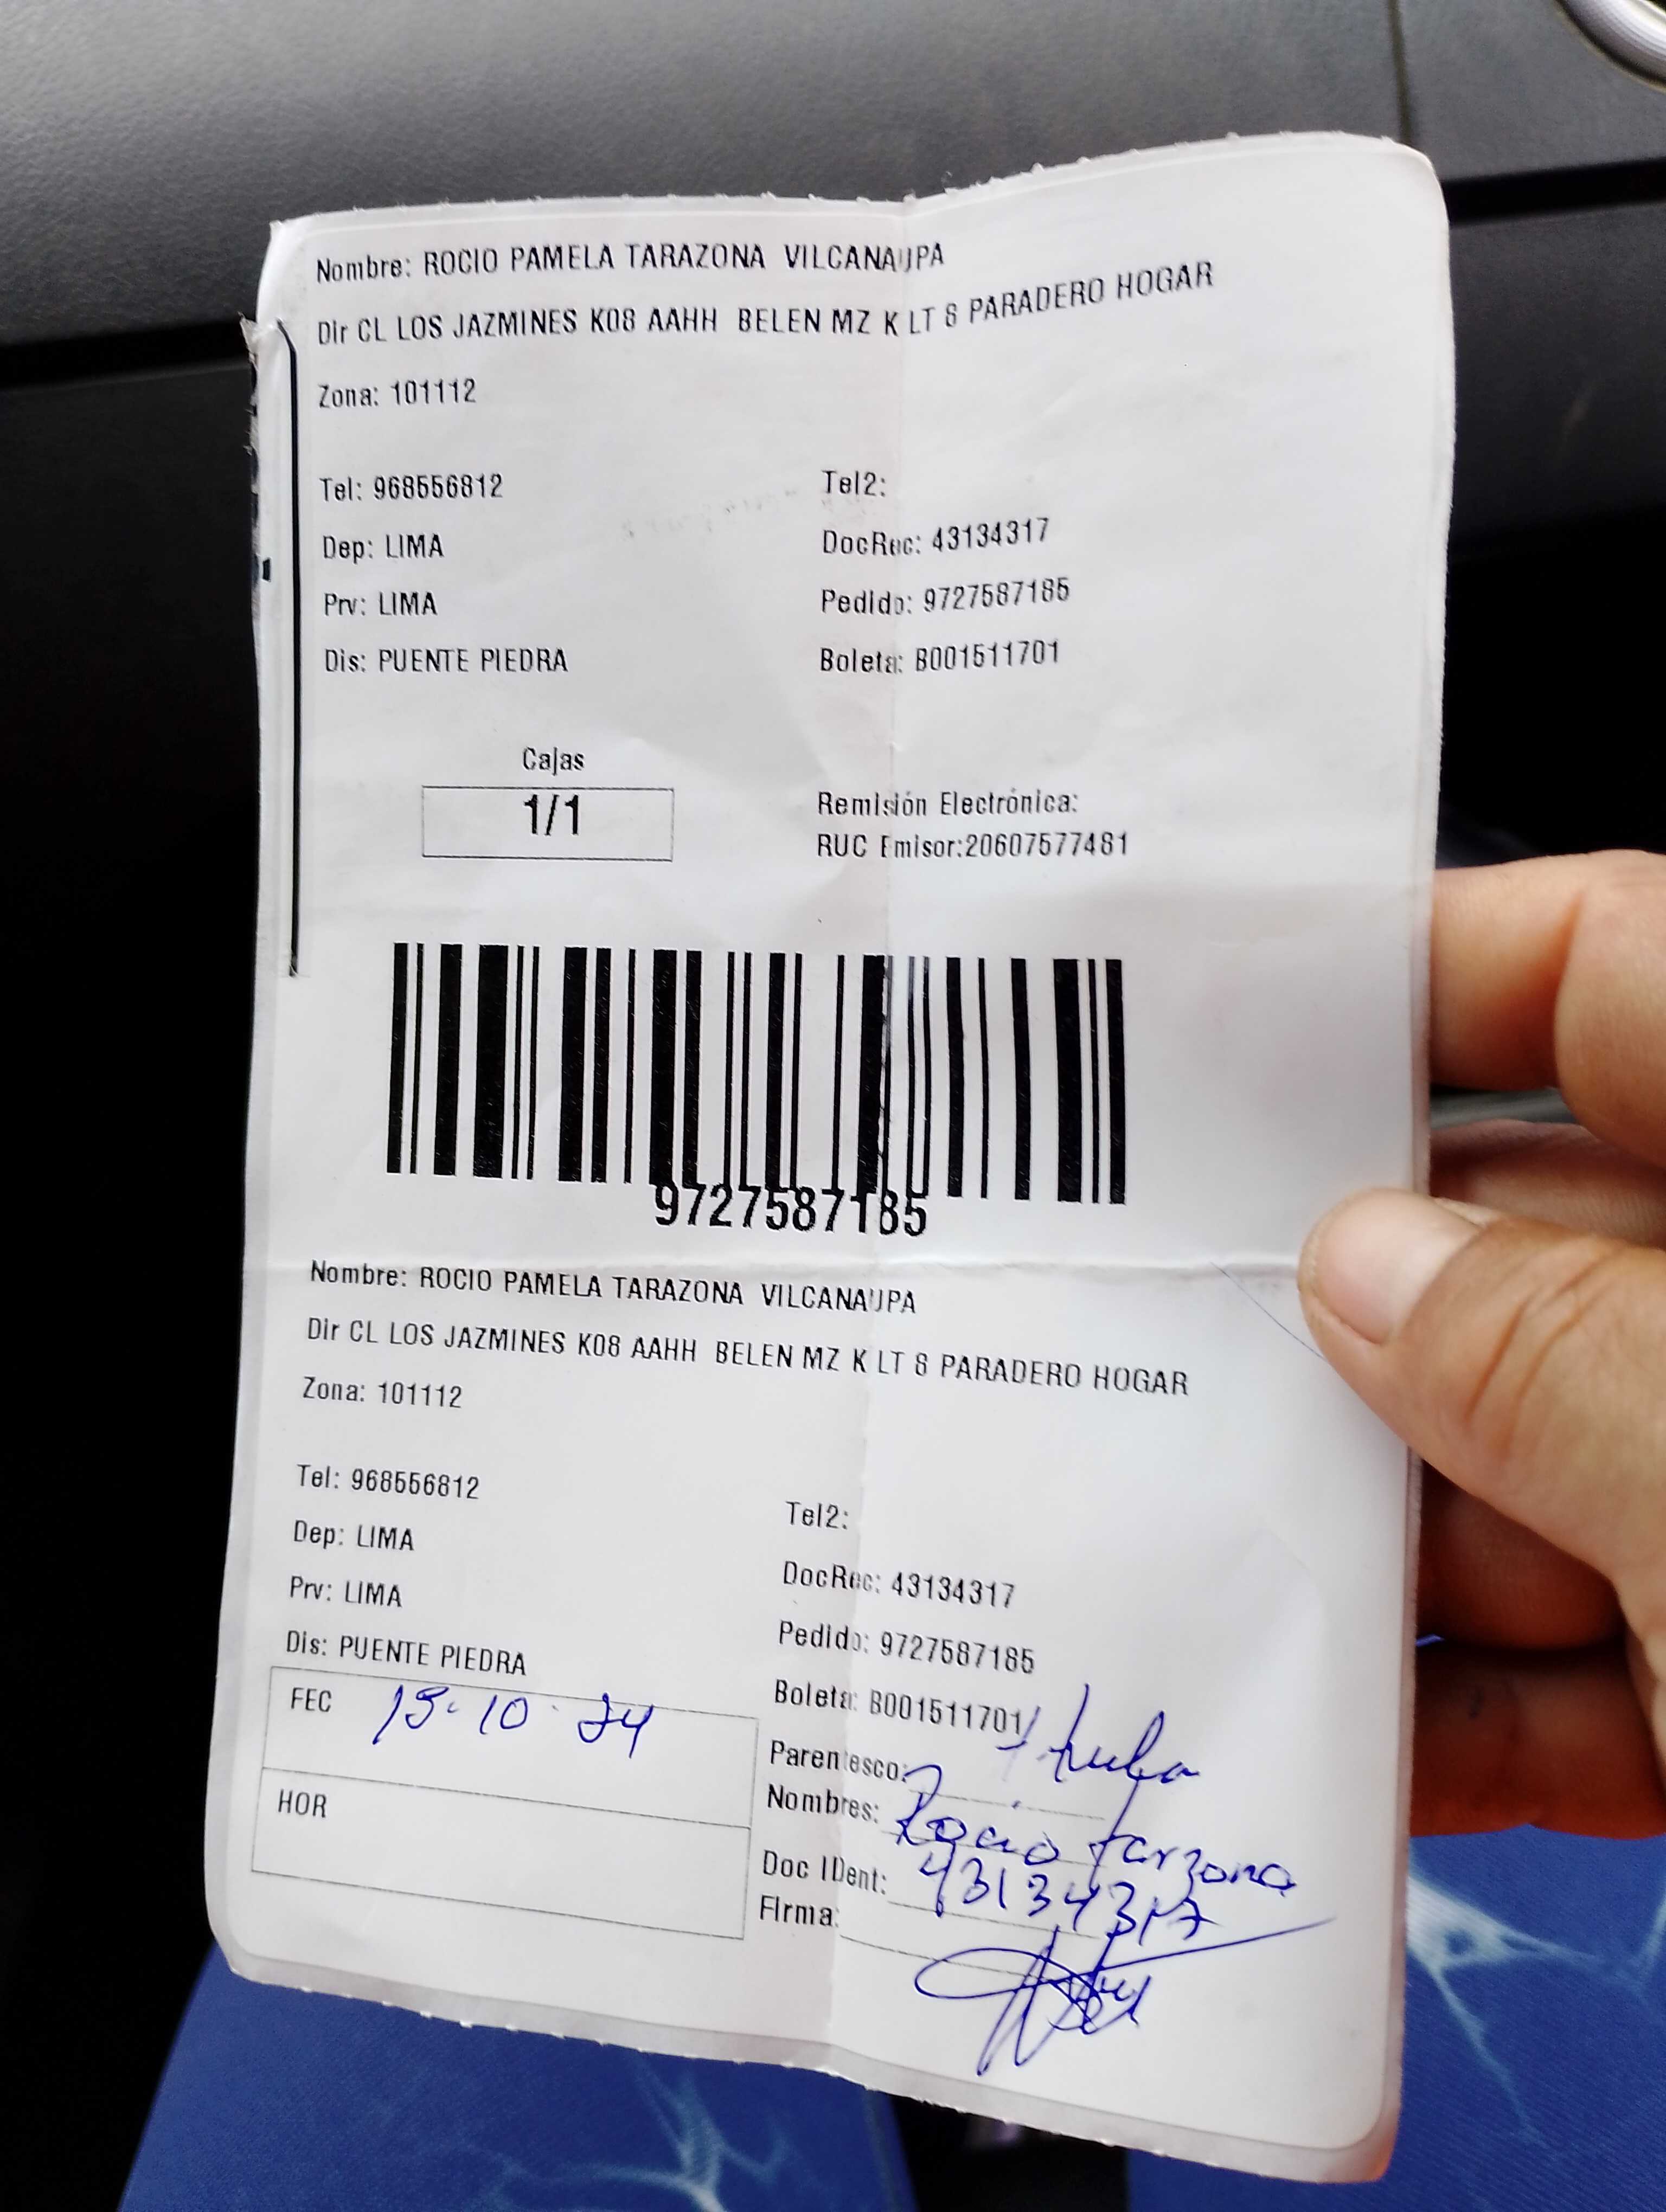 Nombre: ROCIO PAMELA TARAZONA VILCANAUPA
Dir CL LOS JAZMINES K08 AAHH BELEN MZ K LT 8 PARADERO HOGAR
Zona: 101112
Tel: 968556812
Tel2:
Dep: LIMA
DocRec: 43134317
Prv: LIMA
Pedido: 9727587185
Dis: PUENTE PIEDRA
Boleta: B001511701
Cajas
1/1
Remisión Electrónica:
RUC Emisor:20607577481
9727587185
Nombre: ROCIO PAMELA TARAZONA VILCANAUPA
Dir CL LOS JAZMINES K08 AAHH BELEN MZ K LT 8 PARADERO HOGAR
Zona: 101112
Tel: 968556812
Tel2:
Dep: LIMA
DocRec: 43134317
Prv: LIMA
Pedido: 9727587185
Dis: PUENTE PIEDRA
Boleta: B001511701
FEC
Parentesco:
Nombres: Rocio Tarzona
HOR
Doc IDent: 43134317
Firma: